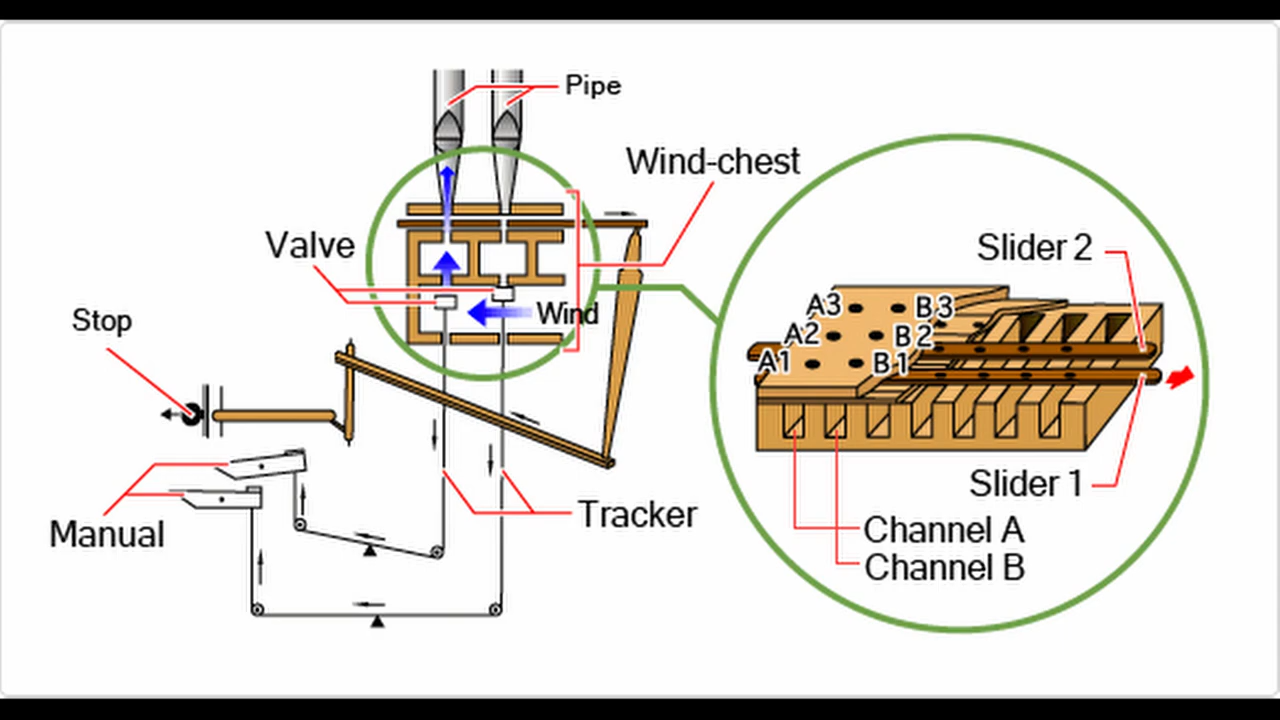 Pipe
Wind-chest
Valve
Wind
Stop
Manual
Tracker
Slider 2
A3 B3
A2 B2
A1 B1
Slider 1
Channel A
Channel B